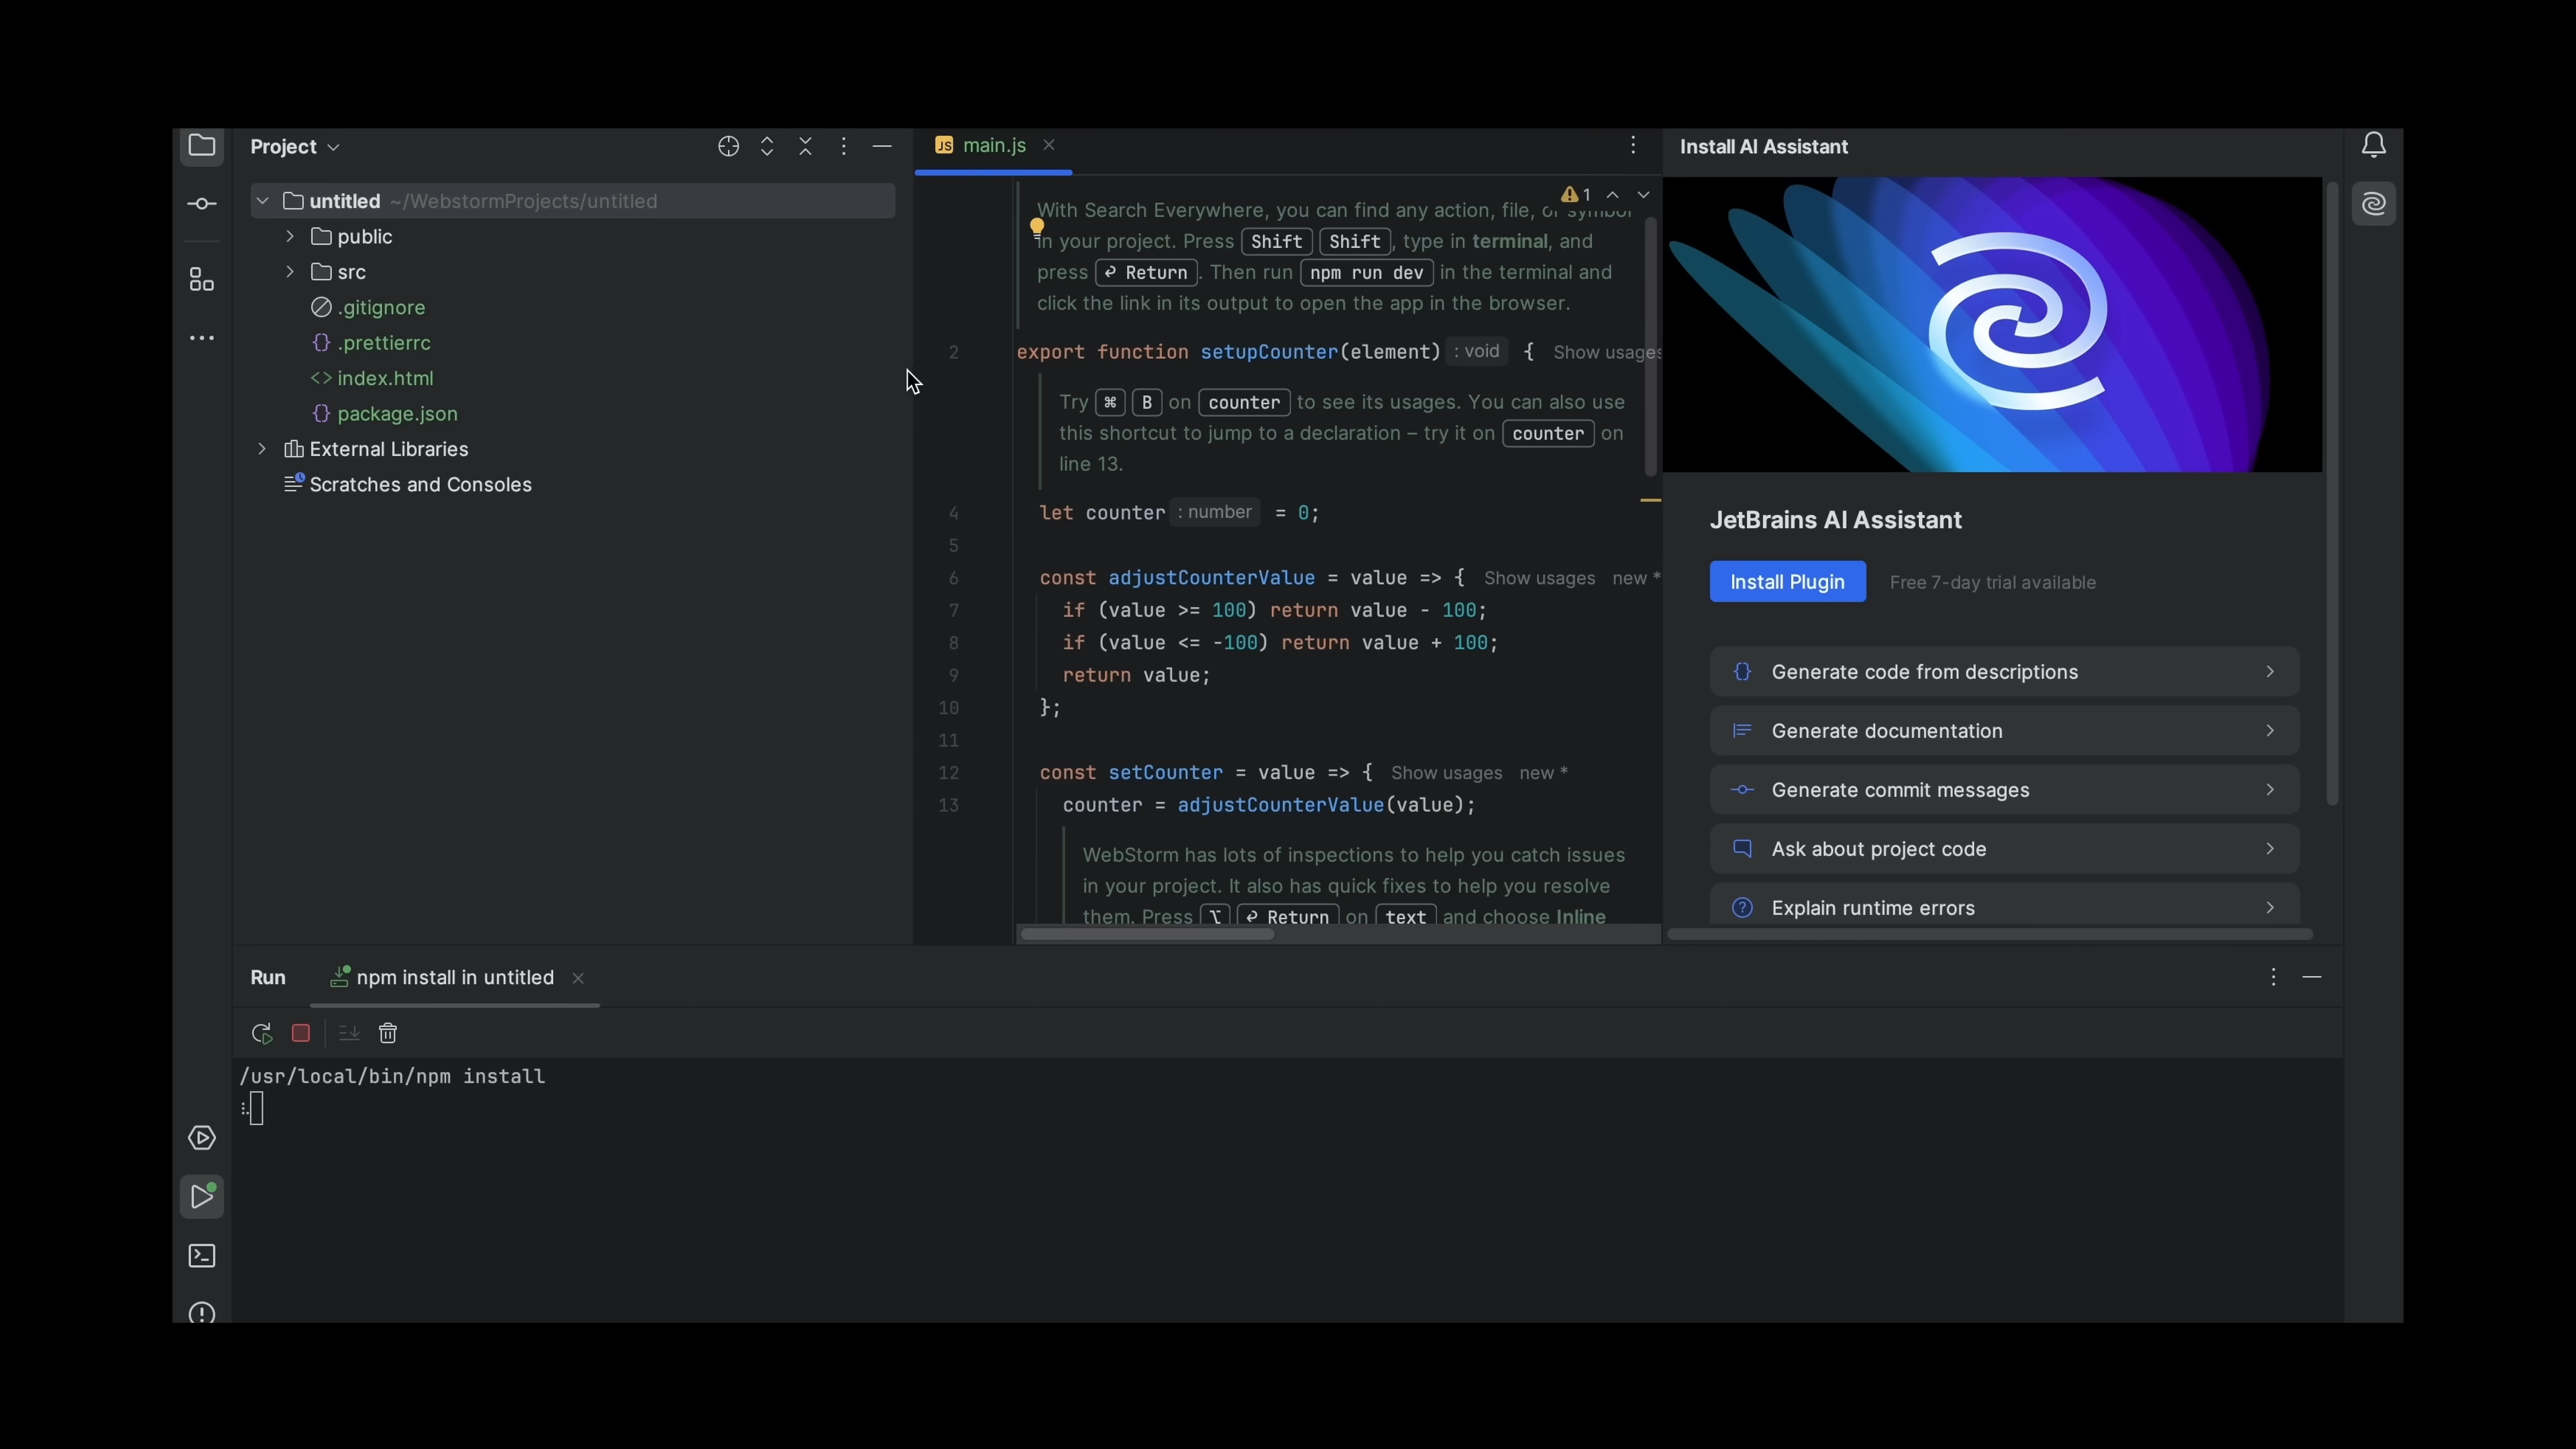 Project
untitled ~/WebstormProjects/untitled
public
src
.gitignore
.prettierrc
index.html
package.json
External Libraries
Scratches and Consoles
JS main.js
1
With Search Everywhere, you can find any action, file, or symbol
in your project. Press Shift Shift, type in terminal, and
press ⏎ Return. Then run npm run dev in the terminal and
click the link in its output to open the app in the browser.
2 export function setupCounter(element) : void { Show usages
Try ⌘ B on counter to see its usages. You can also use
this shortcut to jump to a declaration – try it on counter on
line 13.
4 let counter : number = 0;
5
6 const adjustCounterValue = value => { Show usages new *
7 if (value >= 100) return value - 100;
8 if (value <= -100) return value + 100;
9 return value;
10 };
11
12 const setCounter = value => { Show usages new *
13 counter = adjustCounterValue(value);
WebStorm has lots of inspections to help you catch issues
in your project. It also has quick fixes to help you resolve
them. Press ⌥ ⏎ Return on text and choose Inline
Install AI Assistant
JetBrains AI Assistant
Install Plugin Free 7-day trial available
{} Generate code from descriptions
Generate documentation
Generate commit messages
Ask about project code
Explain runtime errors
Run npm install in untitled
/usr/local/bin/npm install